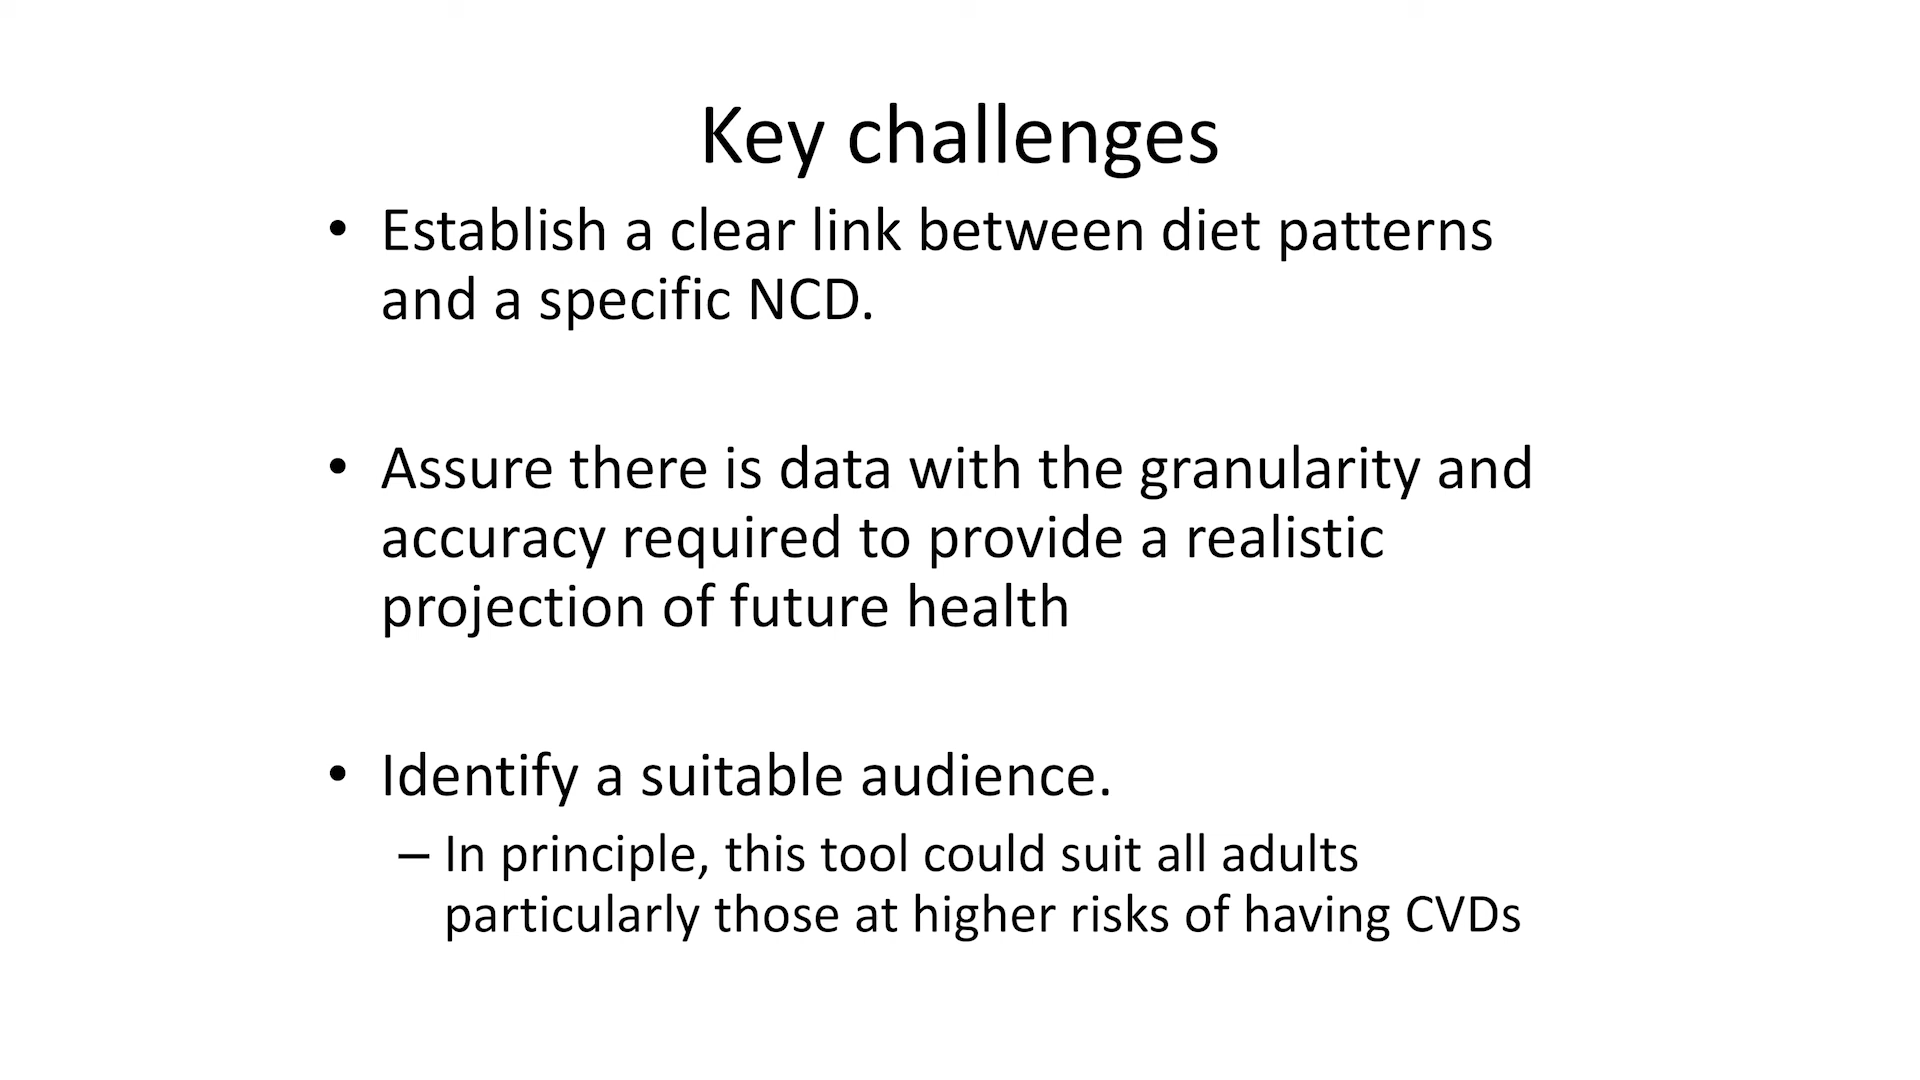 Key challenges
• Establish a clear link between diet patterns
and a specific NCD.
• Assure there is data with the granularity and
accuracy required to provide a realistic
projection of future health
• Identify a suitable audience.
– In principle, this tool could suit all adults
particularly those at higher risks of having CVDs